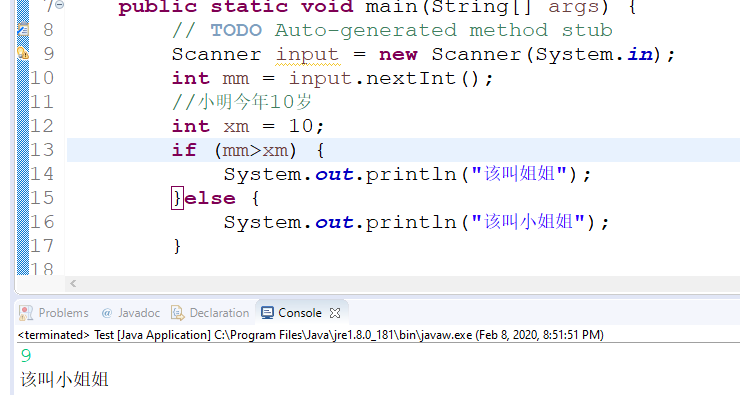 7 public static void main(String[] args) {
8 // TODO Auto-generated method stub
9 Scanner input = new Scanner(System.in);
10 int mm = input.nextInt();
11 //小明今年10岁
12 int xm = 10;
13 if (mm>xm) {
14 System.out.println("该叫姐姐");
15 }else {
16 System.out.println("该叫小姐姐");
17 }
18
Problems @ Javadoc Declaration Console
<terminated> Test [Java Application] C:\Program Files\Java\jre1.8.0_181\bin\javaw.exe (Feb 8, 2020, 8:51:51 PM)
9
该叫小姐姐